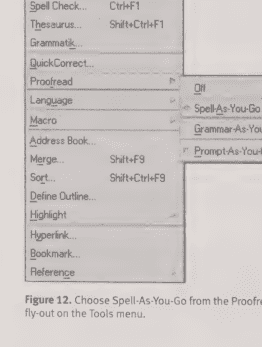 Spell Check... Ctrl+F1
Thesaurus... Shift+Ctrl+F1
Grammatik...
QuickCorrect...
Proofread
Off
Language
Spell-As-You-Go
Macro
Grammar-As-You
Address Book...
Prompt-As-You-
Merge... Shift+F9
Sort... Shift+Ctrl+F9
Define Outline...
Highlight
Hyperlink...
Bookmark...
Reference
Figure 12. Choose Spell-As-You-Go from the Proofre
fly-out on the Tools menu.